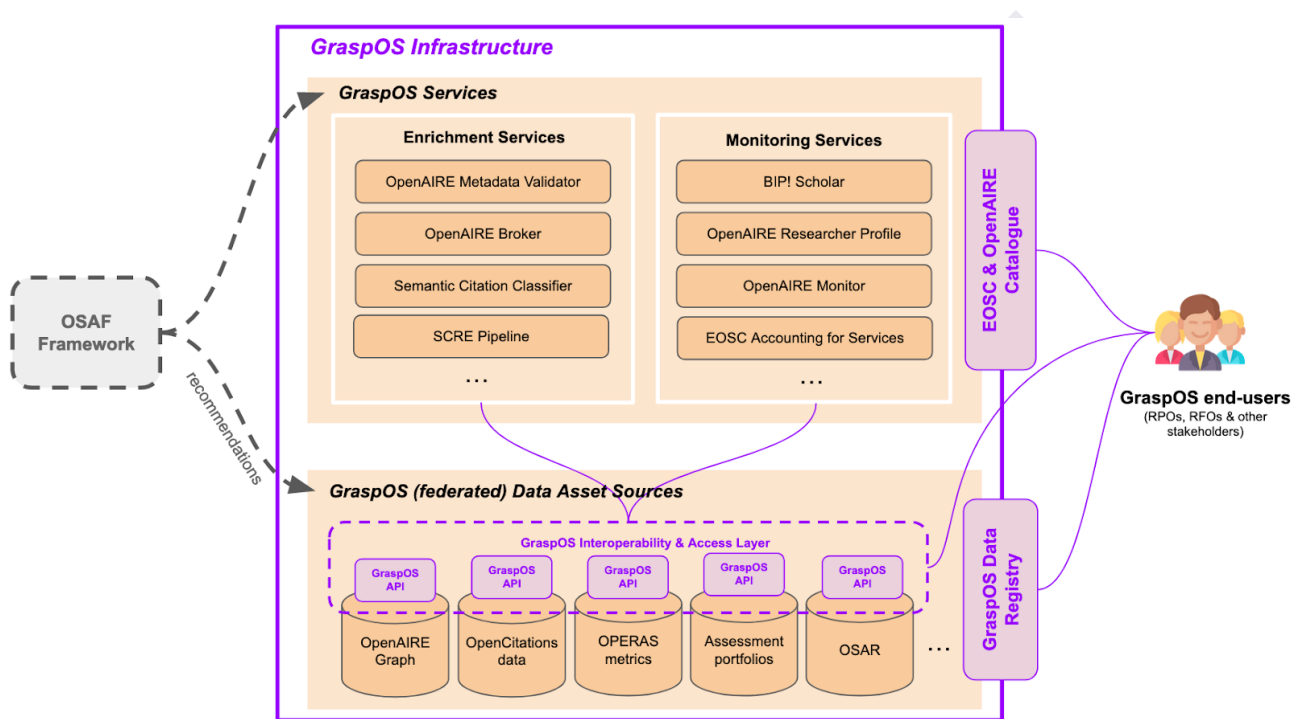 GraspOS Infrastructure
GraspOS Services
Enrichment Services
OpenAIRE Metadata Validator
OpenAIRE Broker
Semantic Citation Classifier
SCRE Pipeline
...
Monitoring Services
BIP! Scholar
OpenAIRE Researcher Profile
OpenAIRE Monitor
EOSC Accounting for Services
...
EOSC & OpenAIRE
Catalogue
OSAF
Framework
recommendations
GraspOS end-users
(RPOs, RFOs & other
stakeholders)
GraspOS (federated) Data Asset Sources
GraspOS Interoperability & Access Layer
GraspOS
API
GraspOS
API
GraspOS
API
GraspOS
API
GraspOS
API
OpenAIRE
Graph
OpenCitations
data
OPERAS
metrics
Assessment
portfolios
OSAR
...
GraspOS Data
Registry